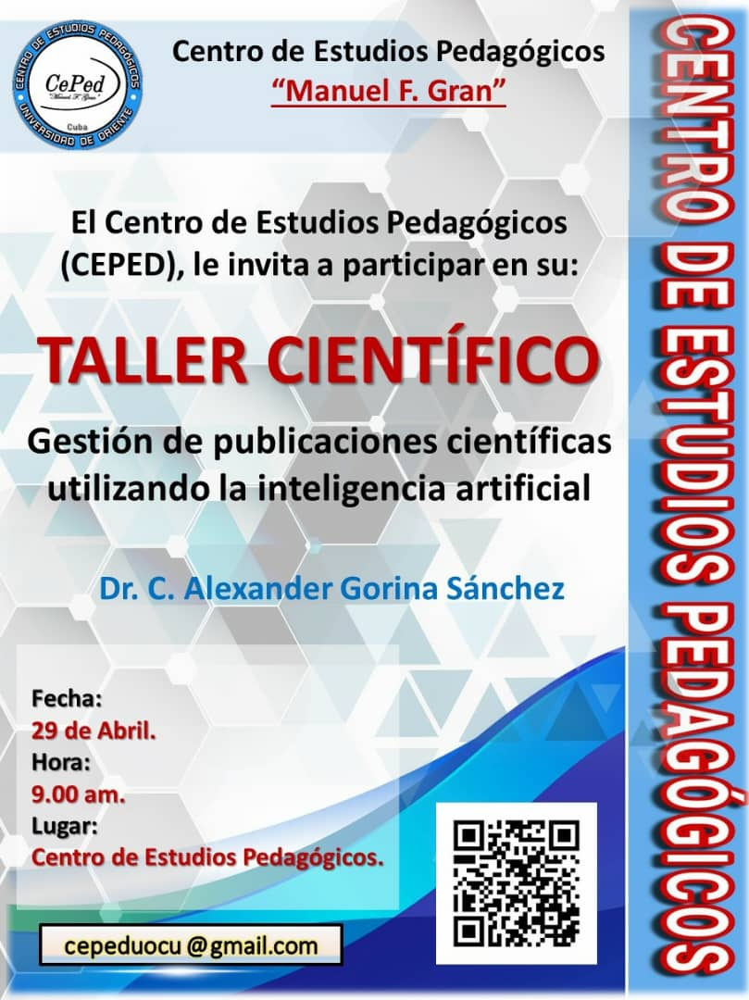 CENTRO DE ESTUDIOS PEDAGÓGICOS
CePed
"Manuel F. Gran"
Cuba
UNIVERSIDAD DE ORIENTE
Centro de Estudios Pedagógicos
“Manuel F. Gran”
El Centro de Estudios Pedagógicos
(CEPED), le invita a participar en su:
TALLER CIENTÍFICO
Gestión de publicaciones científicas
utilizando la inteligencia artificial
Dr. C. Alexander Gorina Sánchez
Fecha:
29 de Abril.
Hora:
9.00 am.
Lugar:
Centro de Estudios Pedagógicos.
cepeduocu @gmail.com
CENTRO DE ESTUDIOS PEDAGÓGICOS